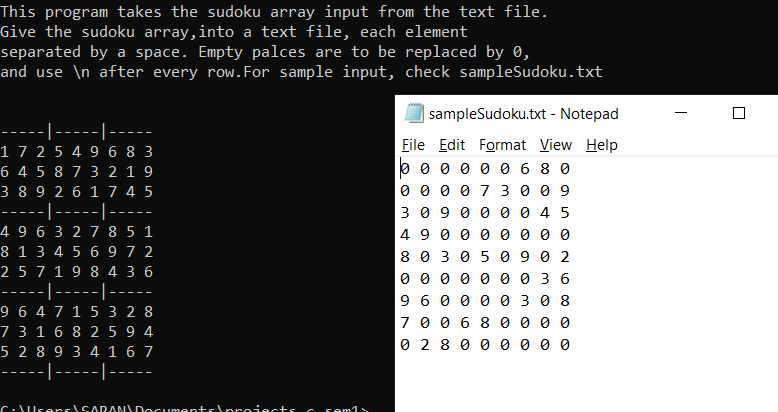 This program takes the sudoku array input from the text file.
Give the sudoku array,into a text file, each element
separated by a space. Empty palces are to be replaced by 0,
and use \n after every row.For sample input, check sampleSudoku.txt
-----|-----|-----
1 7 2 5 4 9 6 8 3
6 4 5 8 7 3 2 1 9
3 8 9 2 6 1 7 4 5
-----|-----|-----
4 9 6 3 2 7 8 5 1
8 1 3 4 5 6 9 7 2
2 5 7 1 9 8 4 3 6
-----|-----|-----
9 6 4 7 1 5 3 2 8
7 3 1 6 8 2 5 9 4
5 2 8 9 3 4 1 6 7
-----|-----|-----
C:\Users\SARAN\Documents\projects c sem1>
sampleSudoku.txt - Notepad
File Edit Format View Help
0 0 0 0 0 0 6 8 0
0 0 0 0 7 3 0 0 9
3 0 9 0 0 0 0 4 5
4 9 0 0 0 0 0 0 0
8 0 3 0 5 0 9 0 2
0 0 0 0 0 0 0 3 6
9 6 0 0 0 0 3 0 8
7 0 0 6 8 0 0 0 0
0 2 8 0 0 0 0 0 0